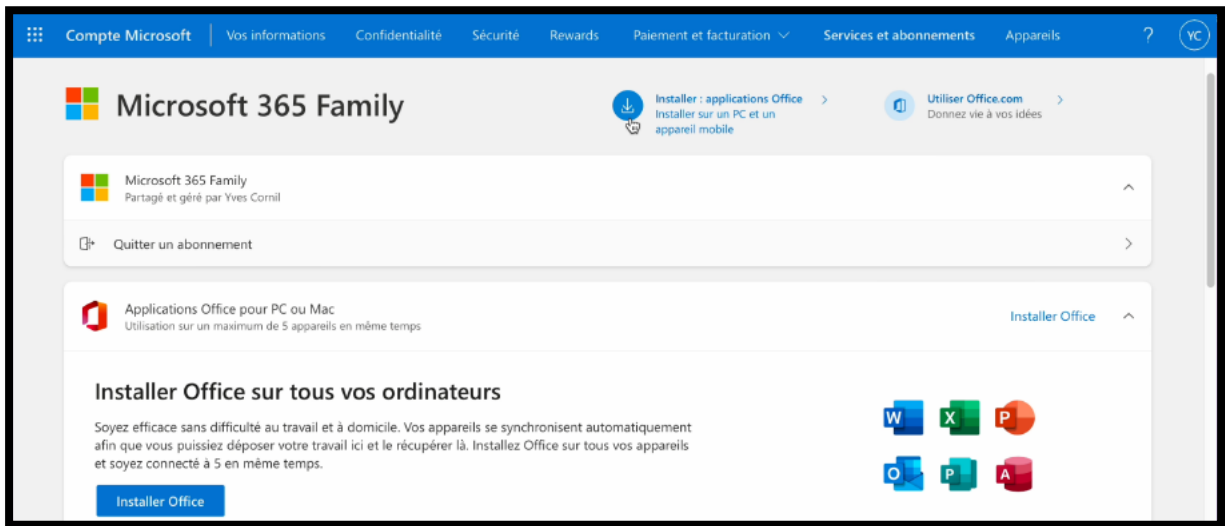 Compte Microsoft
Vos informations
Confidentialité
Sécurité
Rewards
Paiement et facturation
Services et abonnements
Appareils
?
YC
Microsoft 365 Family
Installer : applications Office
Installer sur un PC et un
appareil mobile
Utiliser Office.com
Donnez vie à vos idées
Microsoft 365 Family
Partagé et géré par Yves Cornil
Quitter un abonnement
Applications Office pour PC ou Mac
Utilisation sur un maximum de 5 appareils en même temps
Installer Office
Installer Office sur tous vos ordinateurs
Soyez efficace sans difficulté au travail et à domicile. Vos appareils se synchronisent automatiquement
afin que vous puissiez déposer votre travail ici et le récupérer là. Installez Office sur tous vos appareils
et soyez connecté à 5 en même temps.
Installer Office
W
X
P
O
P
A